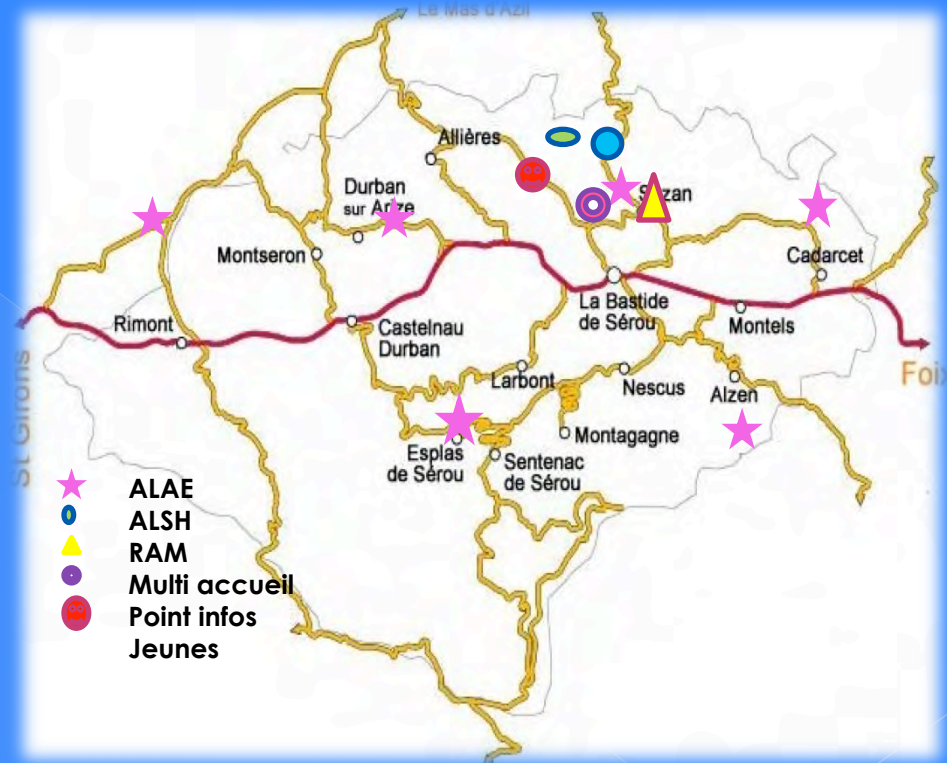 Le Mas d'Azil
Allières
Durban
sur Arize
Suzan
Montseron
Cadarcet
Rimont
Castelnau
Durban
La Bastide
de Sérou
Montels
St Girons
Foix
Larbont
Nescus
Alzen
Montagagne
Esplas
de Sérou
Sentenac
de Sérou
ALAE
ALSH
RAM
Multi accueil
Point infos
Jeunes